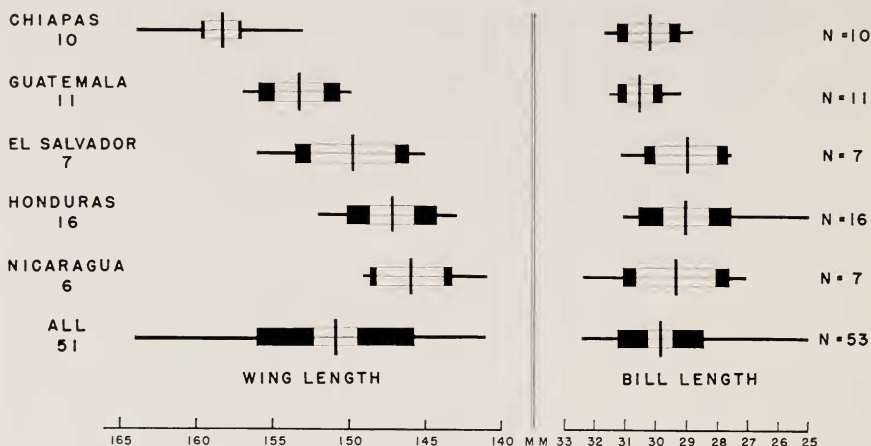 CHIAPAS
10
N = 10
GUATEMALA
11
N = 11
EL SALVADOR
7
N = 7
HONDURAS
16
N = 16
NICARAGUA
6
N = 7
ALL
51
N = 53
WING LENGTH
BILL LENGTH
165 160 155 150 145 140 MM 33 32 31 30 29 28 27 26 25